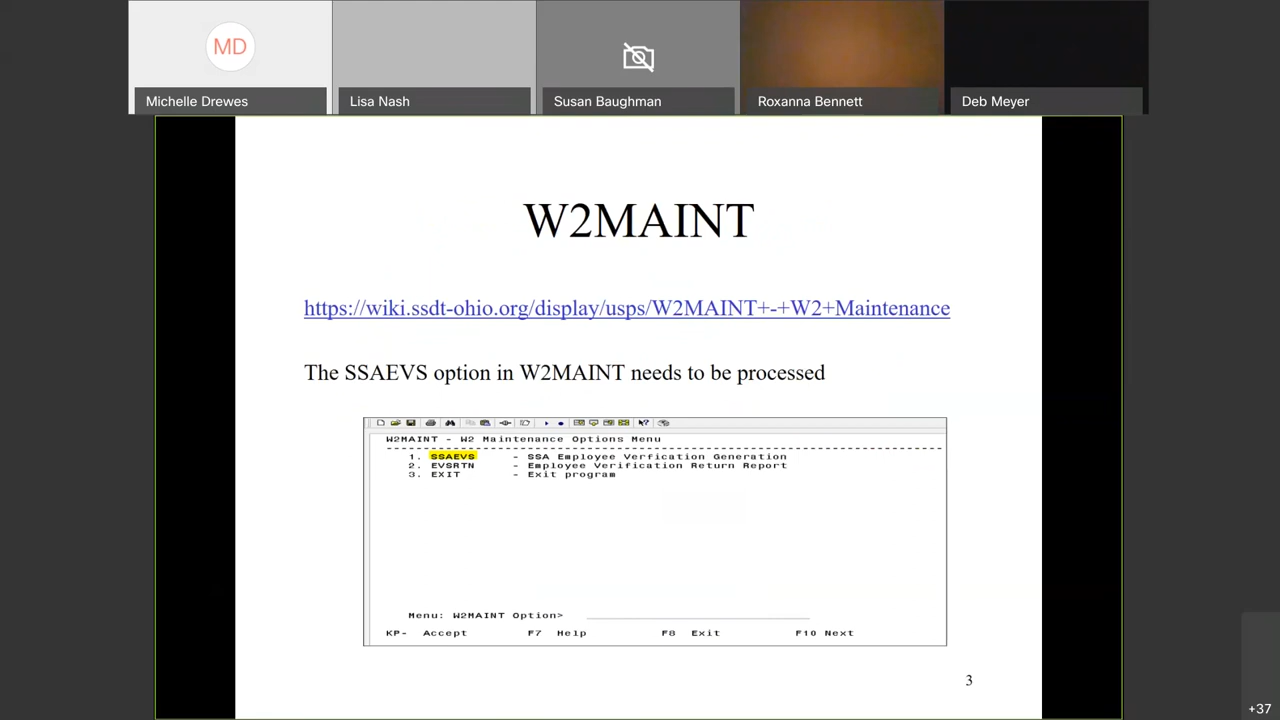 MD
Michelle Drewes
Lisa Nash
Susan Baughman
Roxanna Bennett
Deb Meyer
W2MAINT
https://wiki.ssdt-ohio.org/display/usps/W2MAINT+-+W2+Maintenance
The SSAEVS option in W2MAINT needs to be processed
W2MAINT - W2 Maintenance Options Menu
1. SSAEVS - SSA Employee Verfication Generation
2. EVSRTN - Employee Verification Return Report
3. EXIT - Exit program
Menu: W2MAINT Option>
KP- Accept F7 Help F8 Exit F10 Next
3
+37